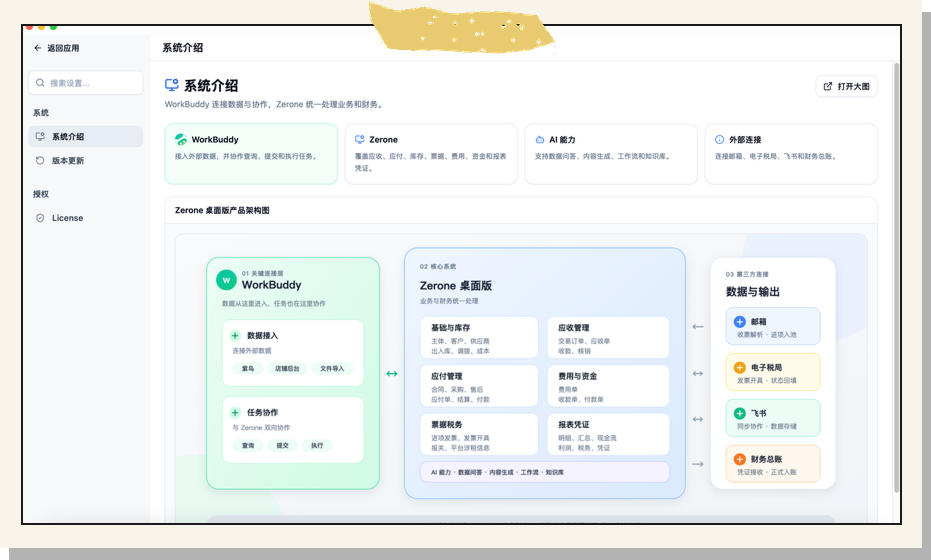 返回应用
系统介绍
搜索设置...
系统
系统介绍
版本更新
授权
License
系统介绍
打开大图
WorkBuddy 连接数据与协作，Zerone 统一处理业务和财务。
WorkBuddy
接入外部数据，并协作查询、提交和执行任务。
Zerone
覆盖应收、应付、库存、票据、费用、资金和报表
凭证。
AI 能力
支持数据问答、内容生成、工作流和知识库。
外部连接
连接邮箱、电子税局、飞书和财务总账。
Zerone 桌面版产品架构图
W
01 关键连接层
WorkBuddy
数据从这里进入，任务也在这里协作
数据接入
连接外部数据
紫鸟
店铺后台
文件导入
任务协作
与 Zerone 双向协作
查询
提交
执行
02 核心系统
Zerone 桌面版
业务与财务统一处理
基础与库存
主体、客户、供应商
出入库、调拨、成本
应收管理
交易订单、应收单
收款、核销
应付管理
合同、采购、售后
应付单、结算、付款
费用与资金
费用单
收款单、付款单
票据税务
进项发票、发票开具
报关、平台涉税信息
报表凭证
明细、汇总、现金流
利润、税务、凭证
AI 能力 · 数据问答 · 内容生成 · 工作流 · 知识库
03 第三方连接
数据与输出
邮箱
收票解析 · 进项入池
电子税局
发票开具 · 状态回填
飞书
同步协作 · 数据存储
财务总账
凭证接收 · 正式入账